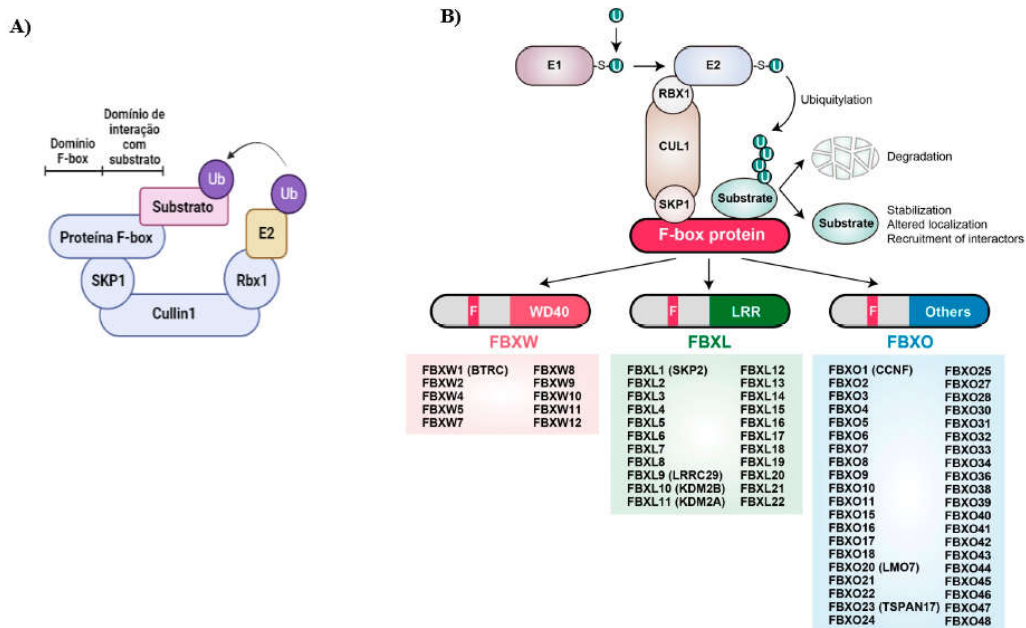 A)
Domínio de
interação
com
substrato
Domínio
F-box
Ub
Ub
Substrato
E2
Proteína F-box
SKP1
Rbx1
Cullin1
B)
U
E1
-S-U
E2
-S-U
RBX1
Ubiquitylation
CUL1
U
U
U
U
Degradation
SKP1
Substrate
F-box protein
Substrate
Stabilization
Altered localization
Recruitment of interactors
F WD40
FBXW
FBXW1 (BTRC)
FBXW2
FBXW4
FBXW5
FBXW7
FBXW8
FBXW9
FBXW10
FBXW11
FBXW12
F LRR
FBXL
FBXL1 (SKP2)
FBXL2
FBXL3
FBXL4
FBXL5
FBXL6
FBXL7
FBXL8
FBXL9 (LRRC29)
FBXL10 (KDM2B)
FBXL11 (KDM2A)
FBXL12
FBXL13
FBXL14
FBXL15
FBXL16
FBXL17
FBXL18
FBXL19
FBXL20
FBXL21
FBXL22
F Others
FBXO
FBXO1 (CCNF)
FBXO2
FBXO3
FBXO4
FBXO5
FBXO6
FBXO7
FBXO8
FBXO9
FBXO10
FBXO11
FBXO15
FBXO16
FBXO17
FBXO18
FBXO20 (LMO7)
FBXO21
FBXO22
FBXO23 (TSPAN17)
FBXO24
FBXO25
FBXO27
FBXO28
FBXO30
FBXO31
FBXO32
FBXO33
FBXO34
FBXO36
FBXO38
FBXO39
FBXO40
FBXO41
FBXO42
FBXO43
FBXO44
FBXO45
FBXO46
FBXO47
FBXO48